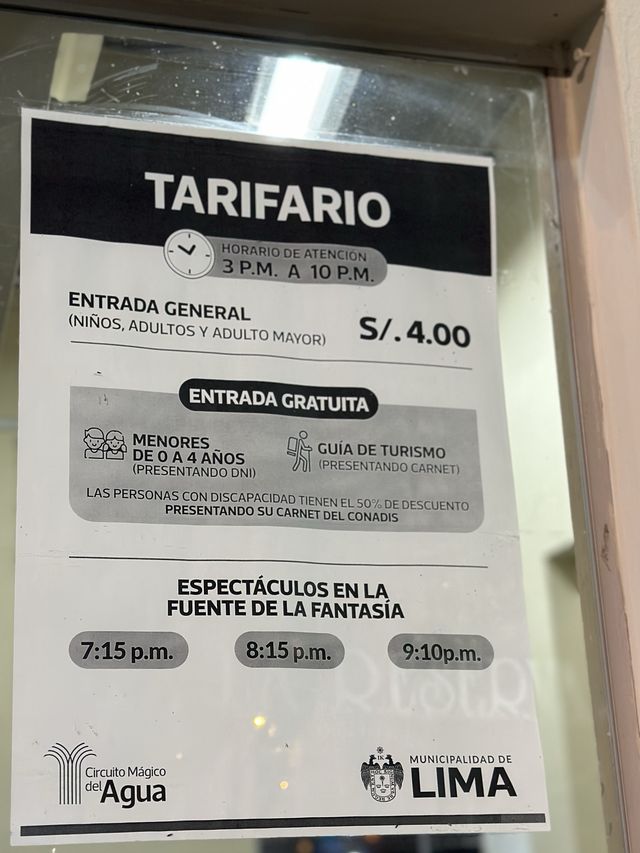 TARIFARIO
HORARIO DE ATENCIÓN
3 P.M. A 10 P.M.
ENTRADA GENERAL
(NIÑOS, ADULTOS Y ADULTO MAYOR)
S/. 4.00
ENTRADA GRATUITA
MENORES
DE 0 A 4 AÑOS
(PRESENTANDO DNI)
GUÍA DE TURISMO
(PRESENTANDO CARNET)
LAS PERSONAS CON DISCAPACIDAD TIENEN EL 50% DE DESCUENTO
PRESENTANDO SU CARNET DEL CONADIS
ESPECTÁCULOS EN LA
FUENTE DE LA FANTASÍA
7:15 p.m.
8:15 p.m.
9:10p.m.
Circuito Mágico
del Agua
MUNICIPALIDAD DE
LIMA